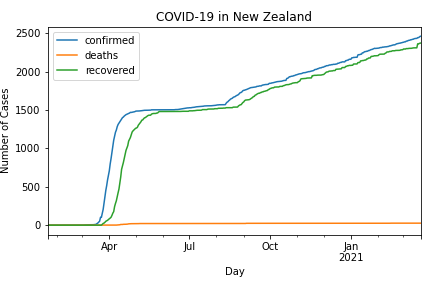 COVID-19 in New Zealand
confirmed
deaths
recovered
Number of Cases
2500
2000
1500
1000
500
0
Apr
Jul
Oct
Jan
2021
Day